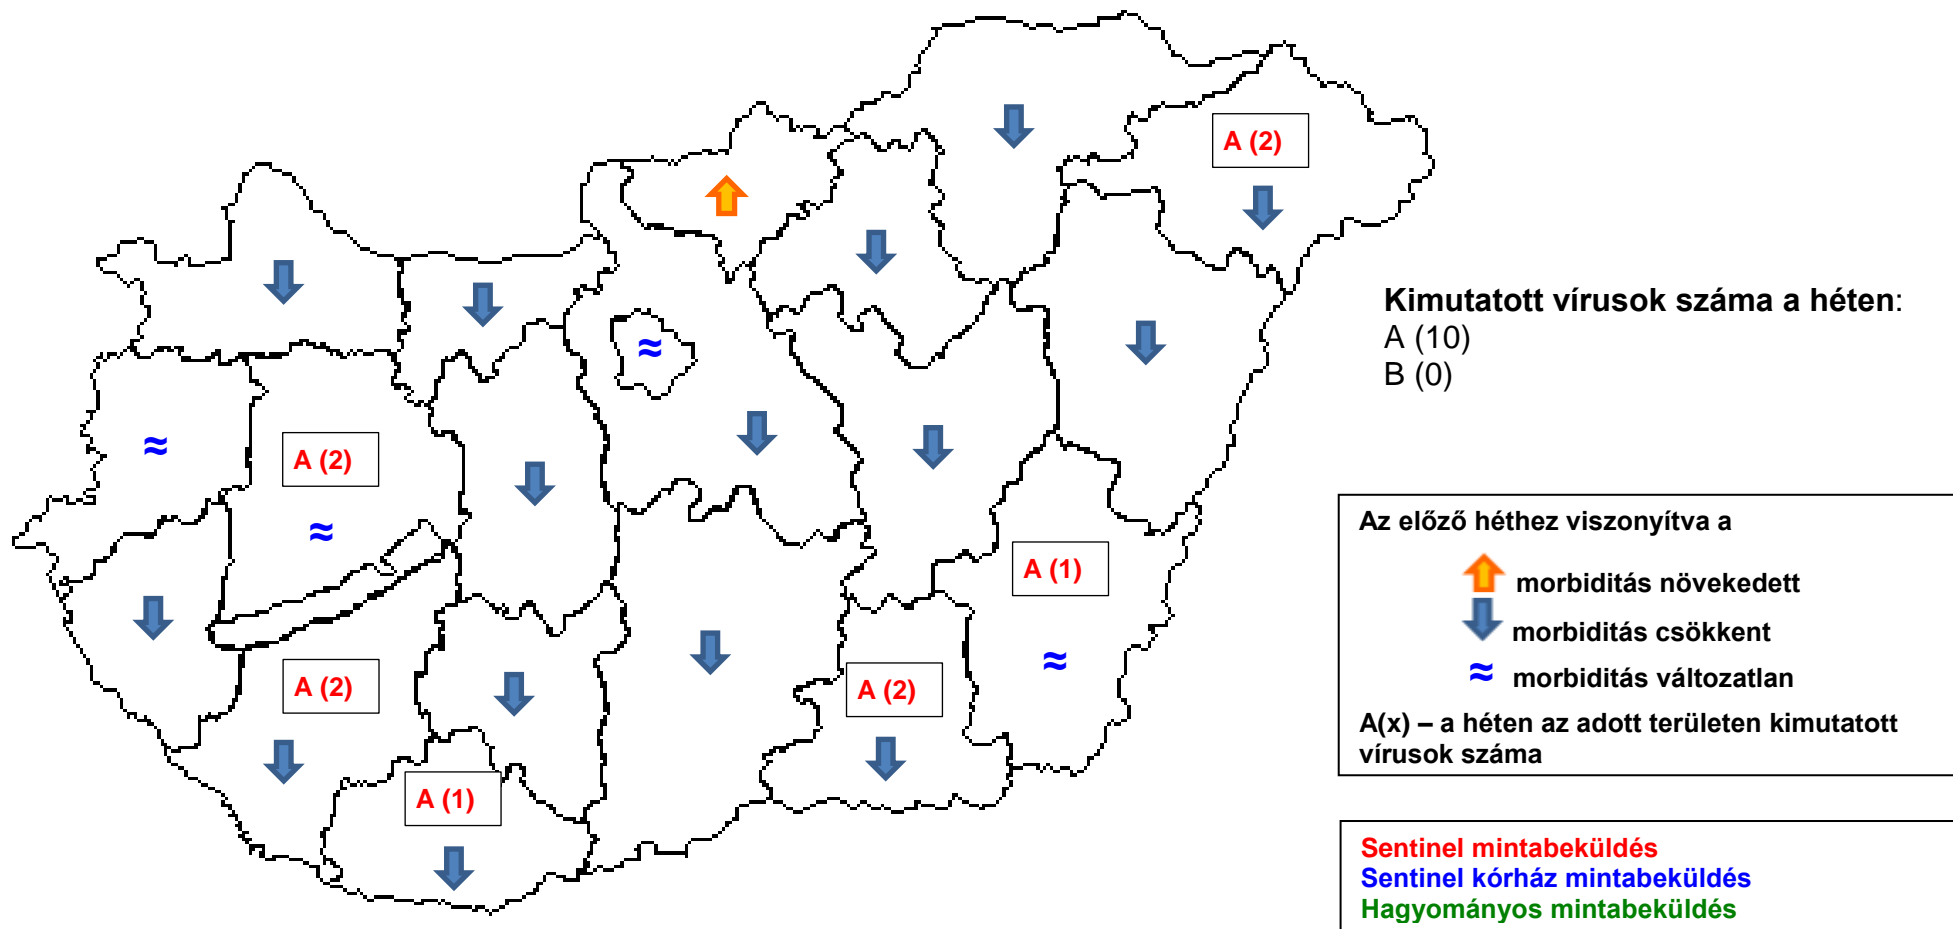 A (2)
Kimutatott vírusok száma a héten:
A (10)
B (0)
≈
≈
A (2)
≈
A (1)
≈
A (2)
A (2)
A (1)
Az előző héthez viszonyítva a
morbiditás növekedett
morbiditás csökkent
≈ morbiditás változatlan
A(x) – a héten az adott területen kimutatott
vírusok száma
Sentinel mintabeküldés
Sentinel kórház mintabeküldés
Hagyományos mintabeküldés